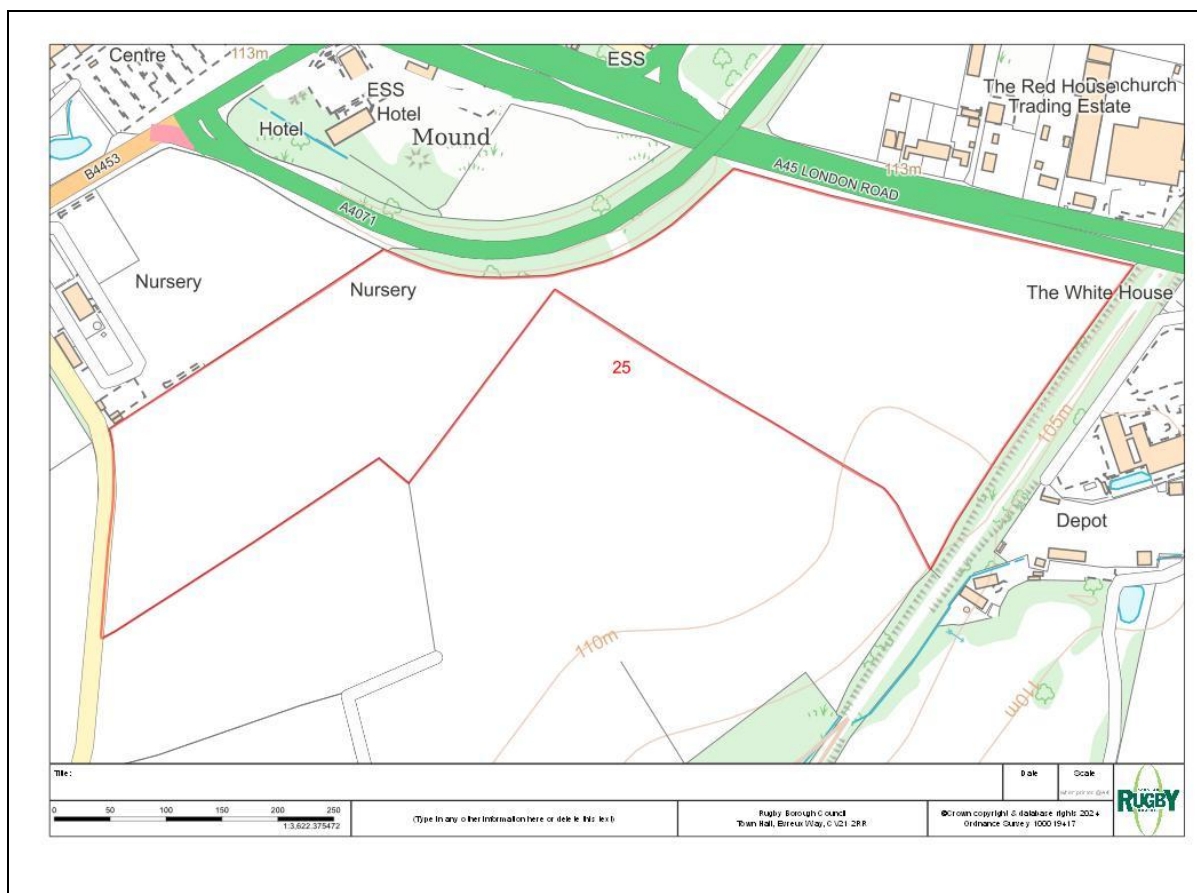 Centre
113m
ESS
ESS
Hotel
Hotel
Mound
The Red House
Trading Estate
B4453
A4071
A45 LONDON ROAD
113m
Nursery
Nursery
The White House
25
105m
Depot
110m
110m
Title:
Date
Scale
0 50 100 150 200 250
1:3,622.375472
(Type in any other information here or delete this text)
Rugby Borough Council
Town Hall, Evreux Way, CV21 2RR
©Crown copyright & database rights 2024
Ordnance Survey 100019417
RUGBY